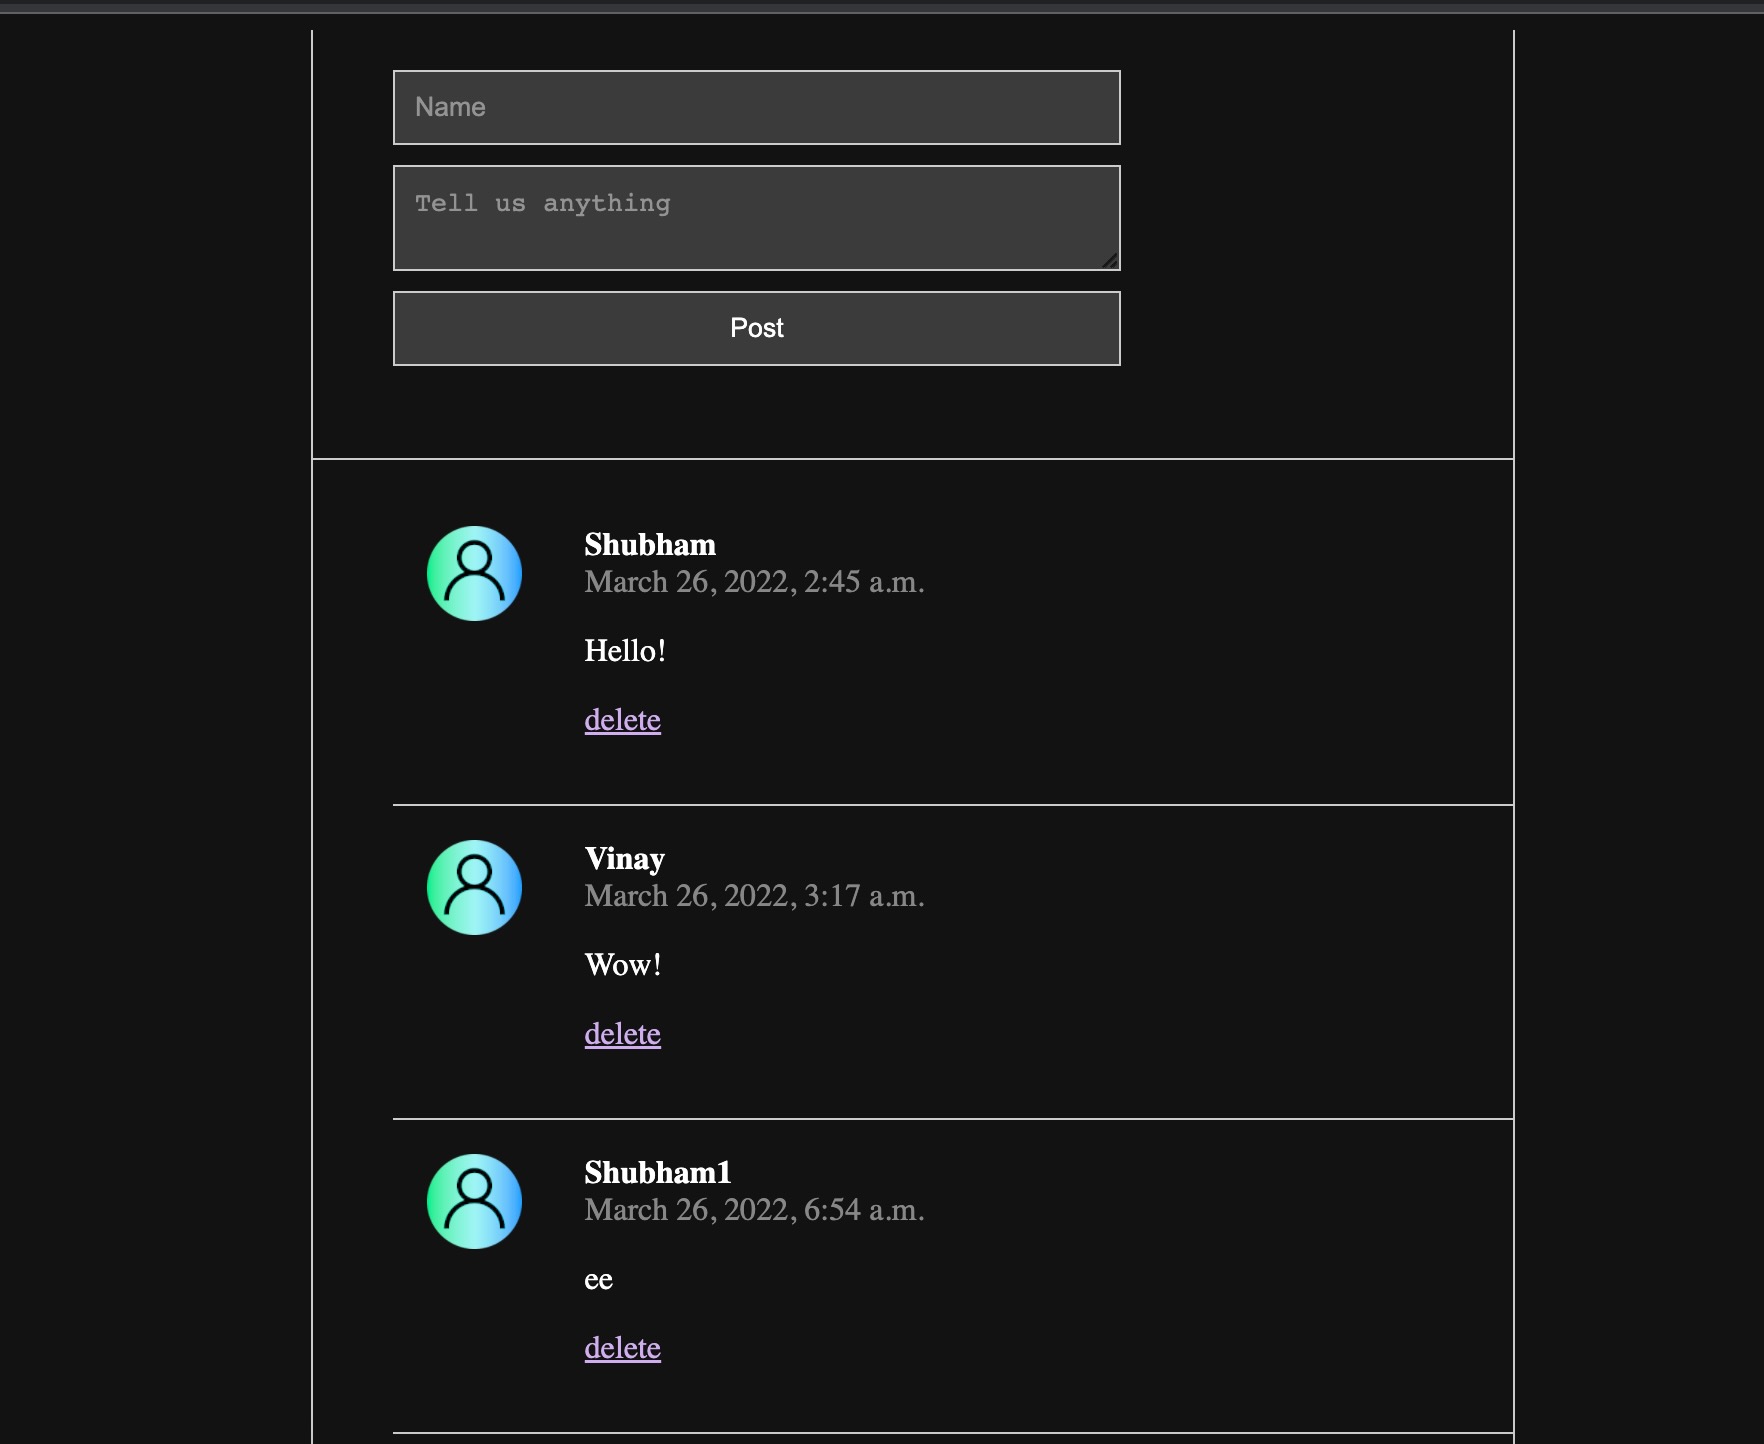 Name
Tell us anything
Post
Shubham
March 26, 2022, 2:45 a.m.
Hello!
delete
Vinay
March 26, 2022, 3:17 a.m.
Wow!
delete
Shubham1
March 26, 2022, 6:54 a.m.
ee
delete